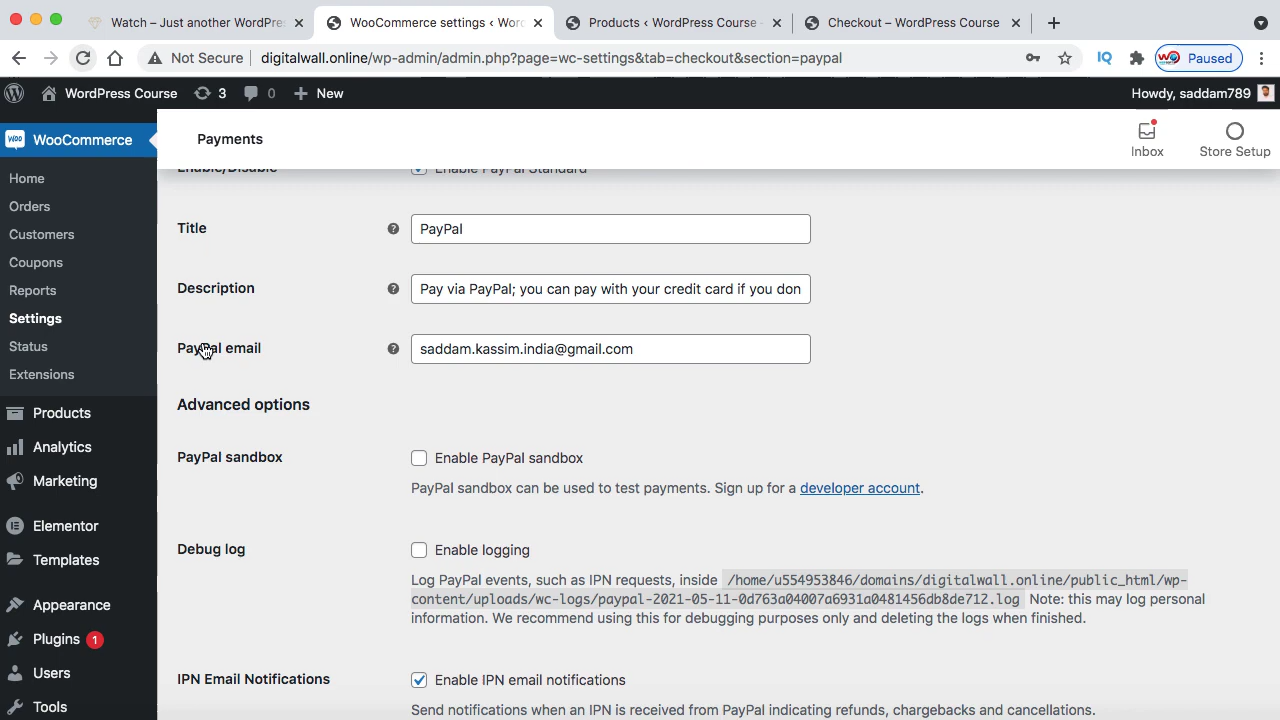 Watch – Just another WordPre
WooCommerce settings ‹ Wor
Products ‹ WordPress Course -
Checkout – WordPress Course
Not Secure
digitalwall.online/wp-admin/admin.php?page=wc-settings&tab=checkout&section=paypal
IQ
Paused
WordPress Course
3
0
New
Howdy, saddam789
WooCommerce
Home
Orders
Customers
Coupons
Reports
Settings
Status
Extensions
Products
Analytics
Marketing
Elementor
Templates
Appearance
Plugins 1
Users
Tools
Payments
Inbox
Store Setup
Enable/Disable
Enable PayPal Standard
Title
PayPal
Description
Pay via PayPal; you can pay with your credit card if you don
PayPal email
saddam.kassim.india@gmail.com
Advanced options
PayPal sandbox
Enable PayPal sandbox
PayPal sandbox can be used to test payments. Sign up for a developer account.
Debug log
Enable logging
Log PayPal events, such as IPN requests, inside /home/u554953846/domains/digitalwall.online/public_html/wp-
content/uploads/wc-logs/paypal-2021-05-11-0d763a04007a6931a0481456db8de712.log Note: this may log personal
information. We recommend using this for debugging purposes only and deleting the logs when finished.
IPN Email Notifications
Enable IPN email notifications
Send notifications when an IPN is received from PayPal indicating refunds, chargebacks and cancellations.